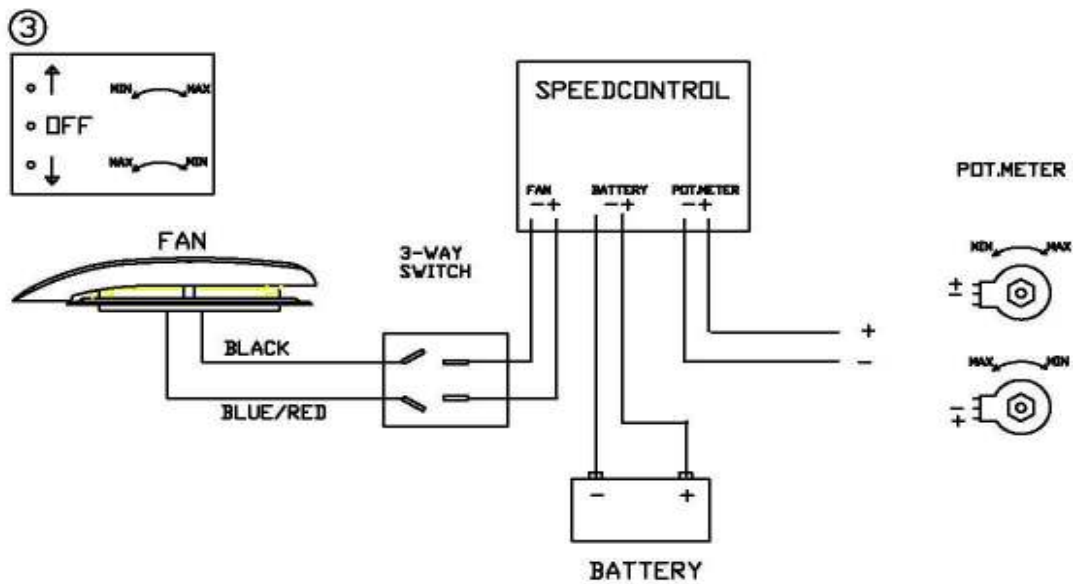 ③
↑ MIN MAX
OFF
↓ MAX MIN
SPEEDCONTROL
FAN BATTERY POT.METER
-+ -+ -+
FAN
3-WAY
SWITCH
BLACK
BLUE/RED
+
-
- +
BATTERY
POT.METER
MIN MAX
+
-
MAX MIN
-
+